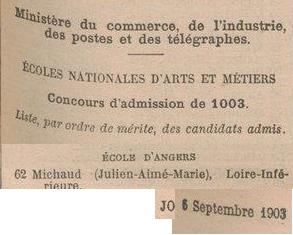 Ministère du commerce, de l'industrie,
des postes et des télégraphes.
ÉCOLES NATIONALES D'ARTS ET MÉTIERS
Concours d'admission de 1003.
Liste, par ordre de mérite, des candidats admis.
ÉCOLE D'ANGERS
62 Michaud (Julien-Aimé-Marie), Loire-Infé-
rieure.
JO 6 Septembre 1903